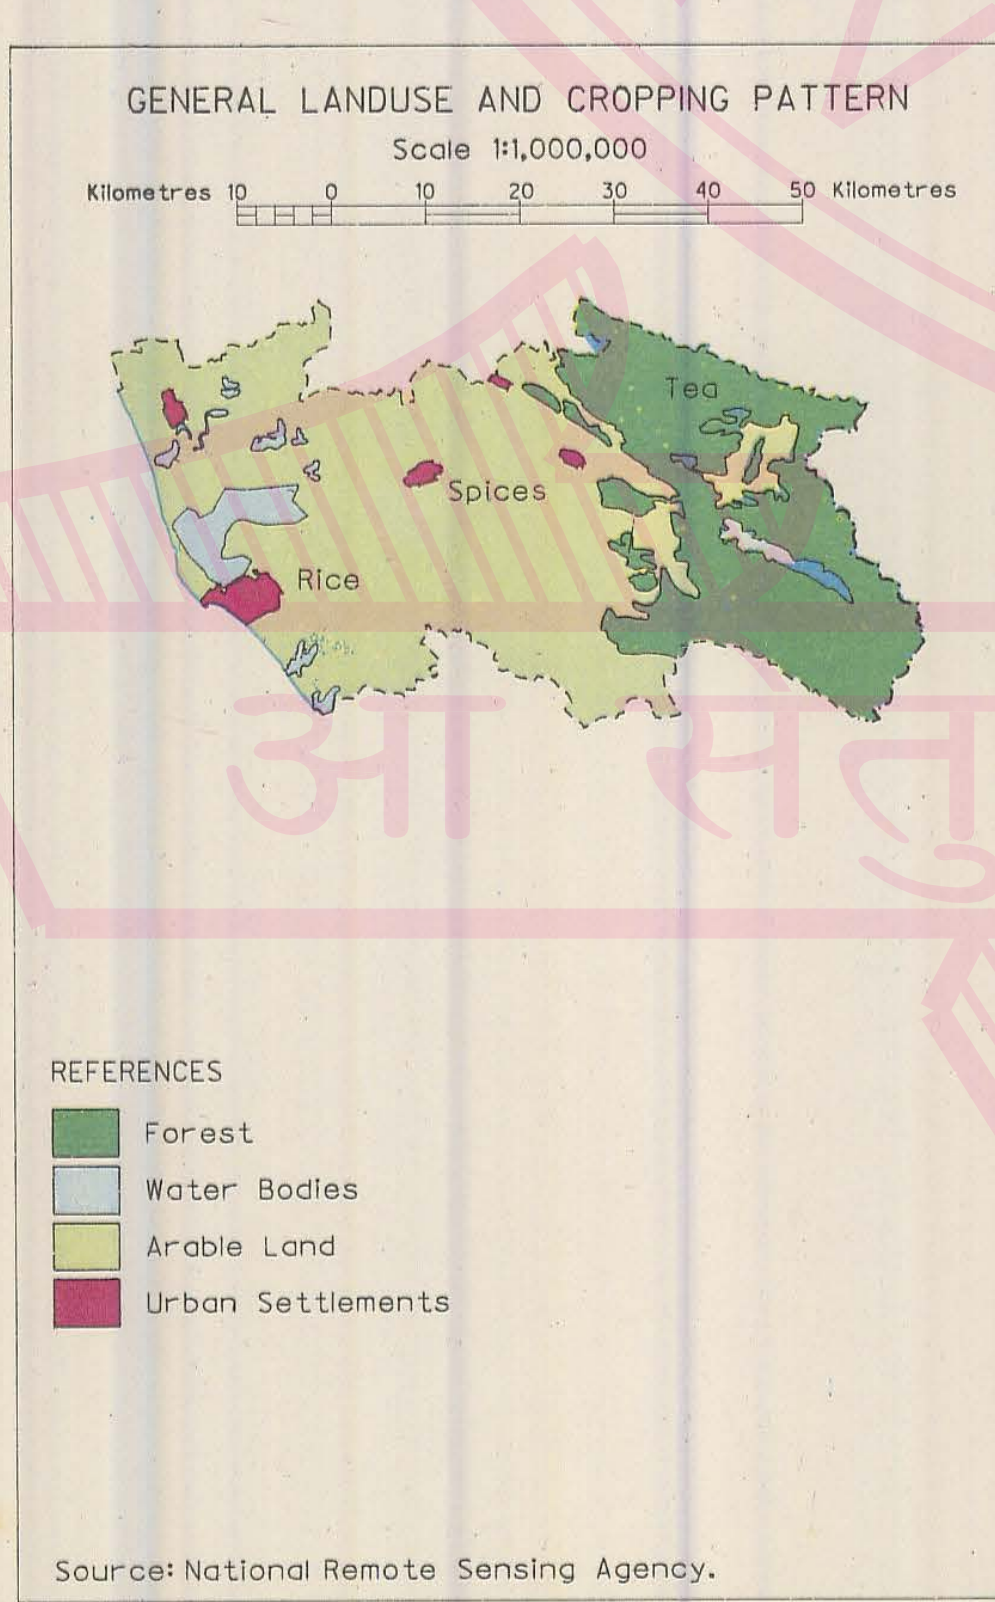 GENERAL LANDUSE AND CROPPING PATTERN
Scale 1:1,000,000
Kilometres 10 0 10 20 30 40 50 Kilometres
Tea
Spices
Rice
आ सेतु
REFERENCES
Forest
Water Bodies
Arable Land
Urban Settlements
Source: National Remote Sensing Agency.